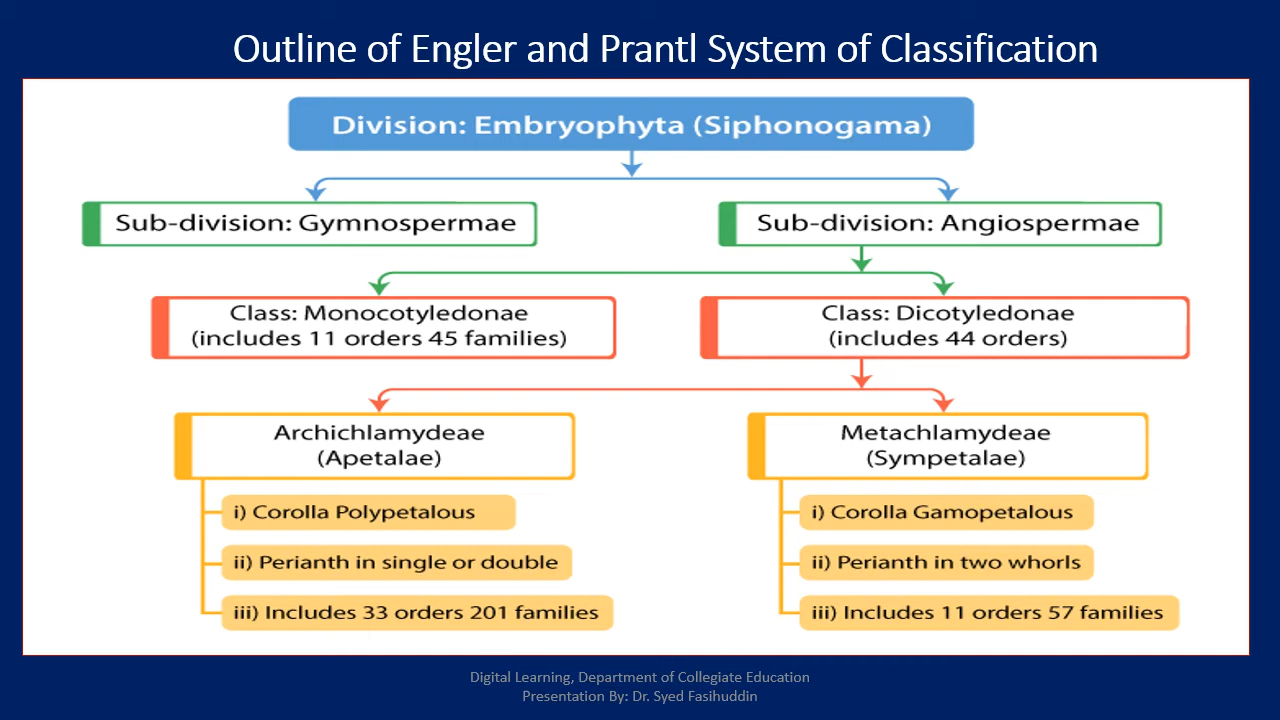 Outline of Engler and Prantl System of Classification
Division: Embryophyta (Siphonogama)
Sub-division: Gymnospermae
Sub-division: Angiospermae
Class: Monocotyledonae
(includes 11 orders 45 families)
Class: Dicotyledonae
(includes 44 orders)
Archichlamydeae
(Apetalae)
Metachlamydeae
(Sympetalae)
i) Corolla Polypetalous
ii) Perianth in single or double
iii) Includes 33 orders 201 families
i) Corolla Gamopetalous
ii) Perianth in two whorls
iii) Includes 11 orders 57 families
Digital Learning, Department of Collegiate Education
Presentation By: Dr. Syed Fasihuddin